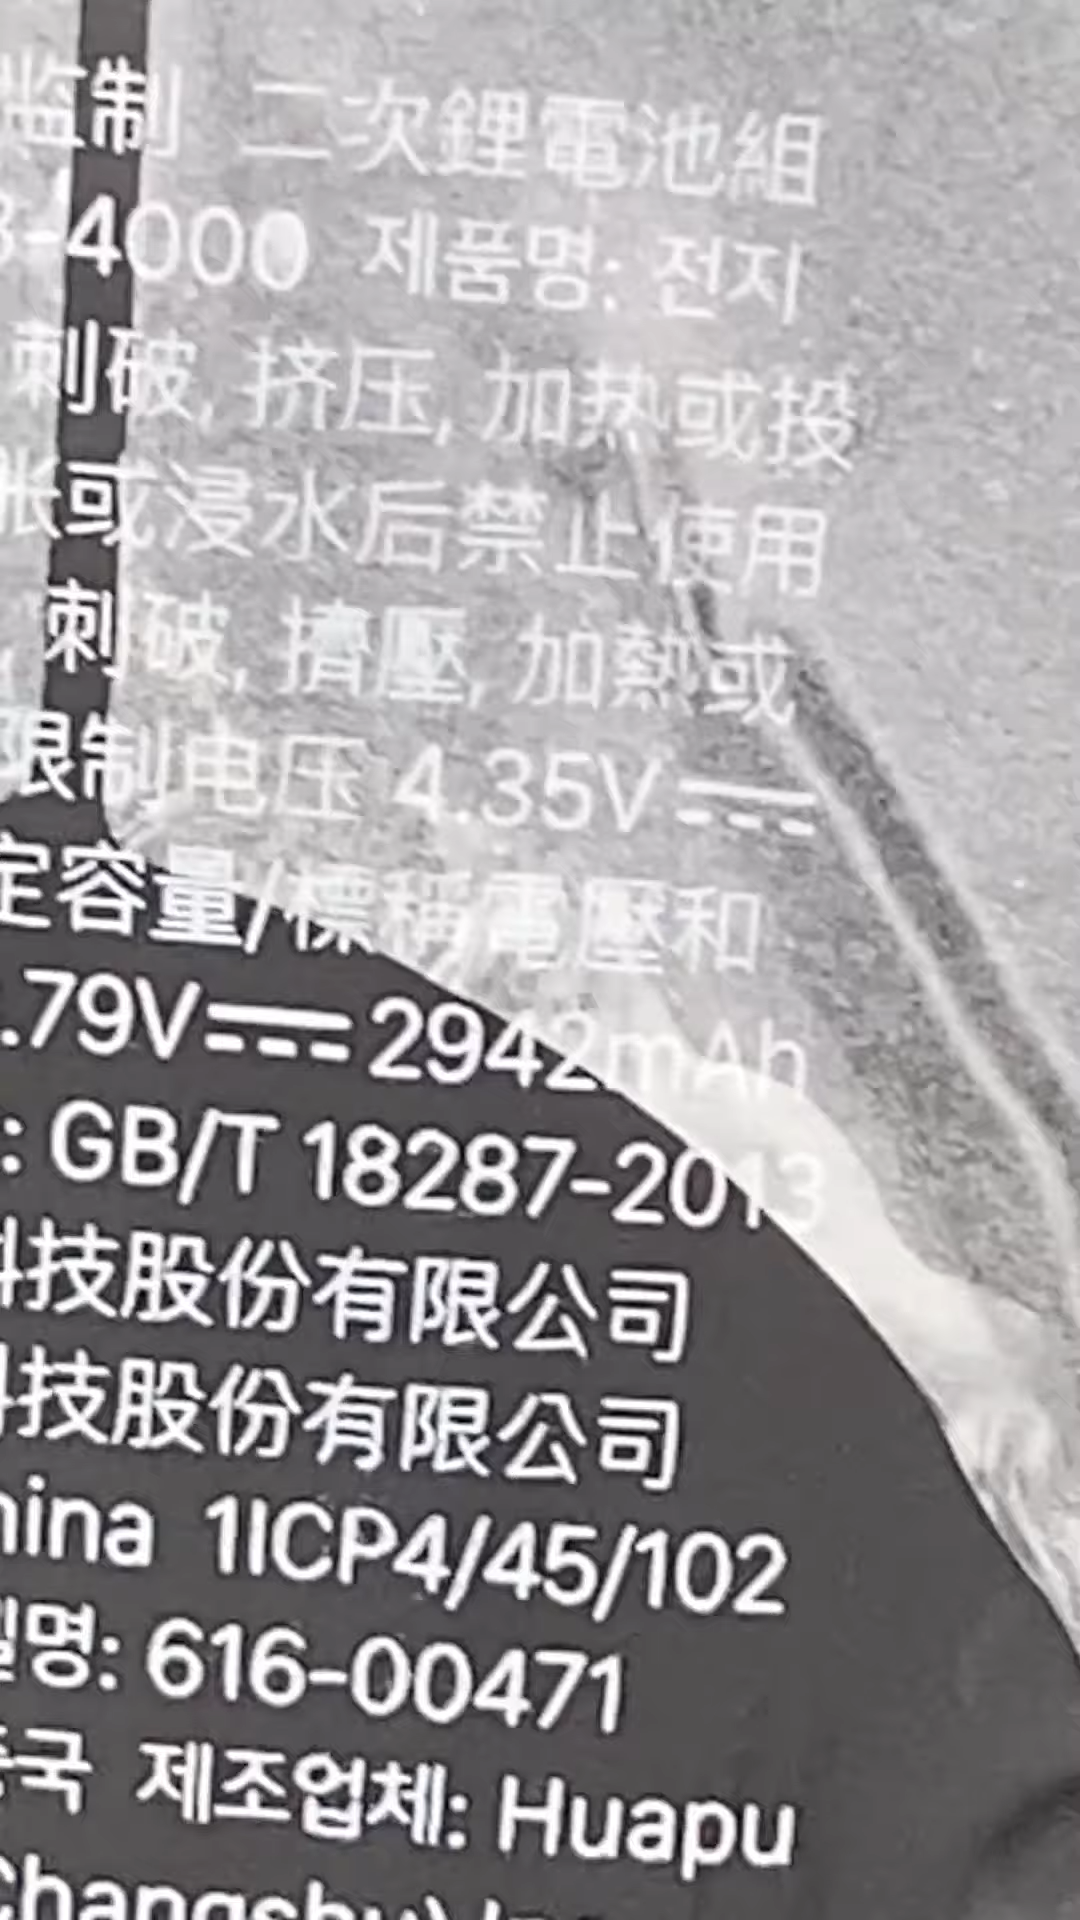 监制 二次鋰電池組
-4000 제품명: 전지
刺破, 挤压, 加热或投
胀或浸水后禁止使用
刺破, 擠壓, 加熱或
限制电压 4.35V⎓
定容量/標稱電壓和
.79V⎓2942mAh
: GB/T 18287-2013
科技股份有限公司
科技股份有限公司
hina 1ICP4/45/102
명: 616-00471
국 제조업체: Huapu
Changshu)